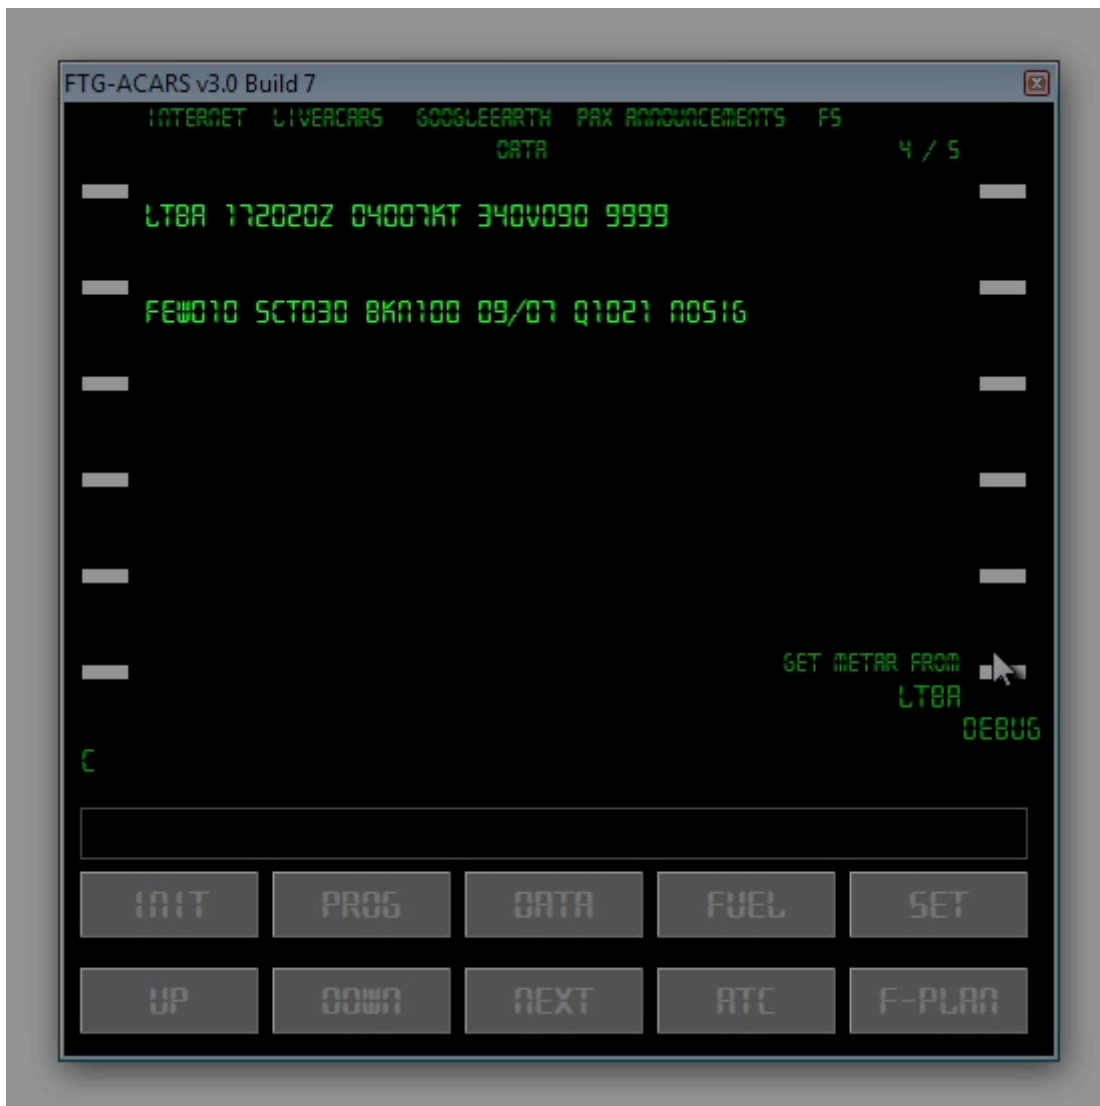 FTG-ACARS v3.0 Build 7
INTERNET LIVEACARS GOOGLEEARTH PAX ANNOUNCEMENTS FS
DATA 4 / 5
LTBA 172020Z 04007KT 340V090 9999
FEW010 SCT030 BKN100 09/07 Q1021 NOSIG
GET METAR FROM
LTBA
DEBUG
C
INIT PROG DATA FUEL SET
UP DOWN NEXT ATC F-PLAN